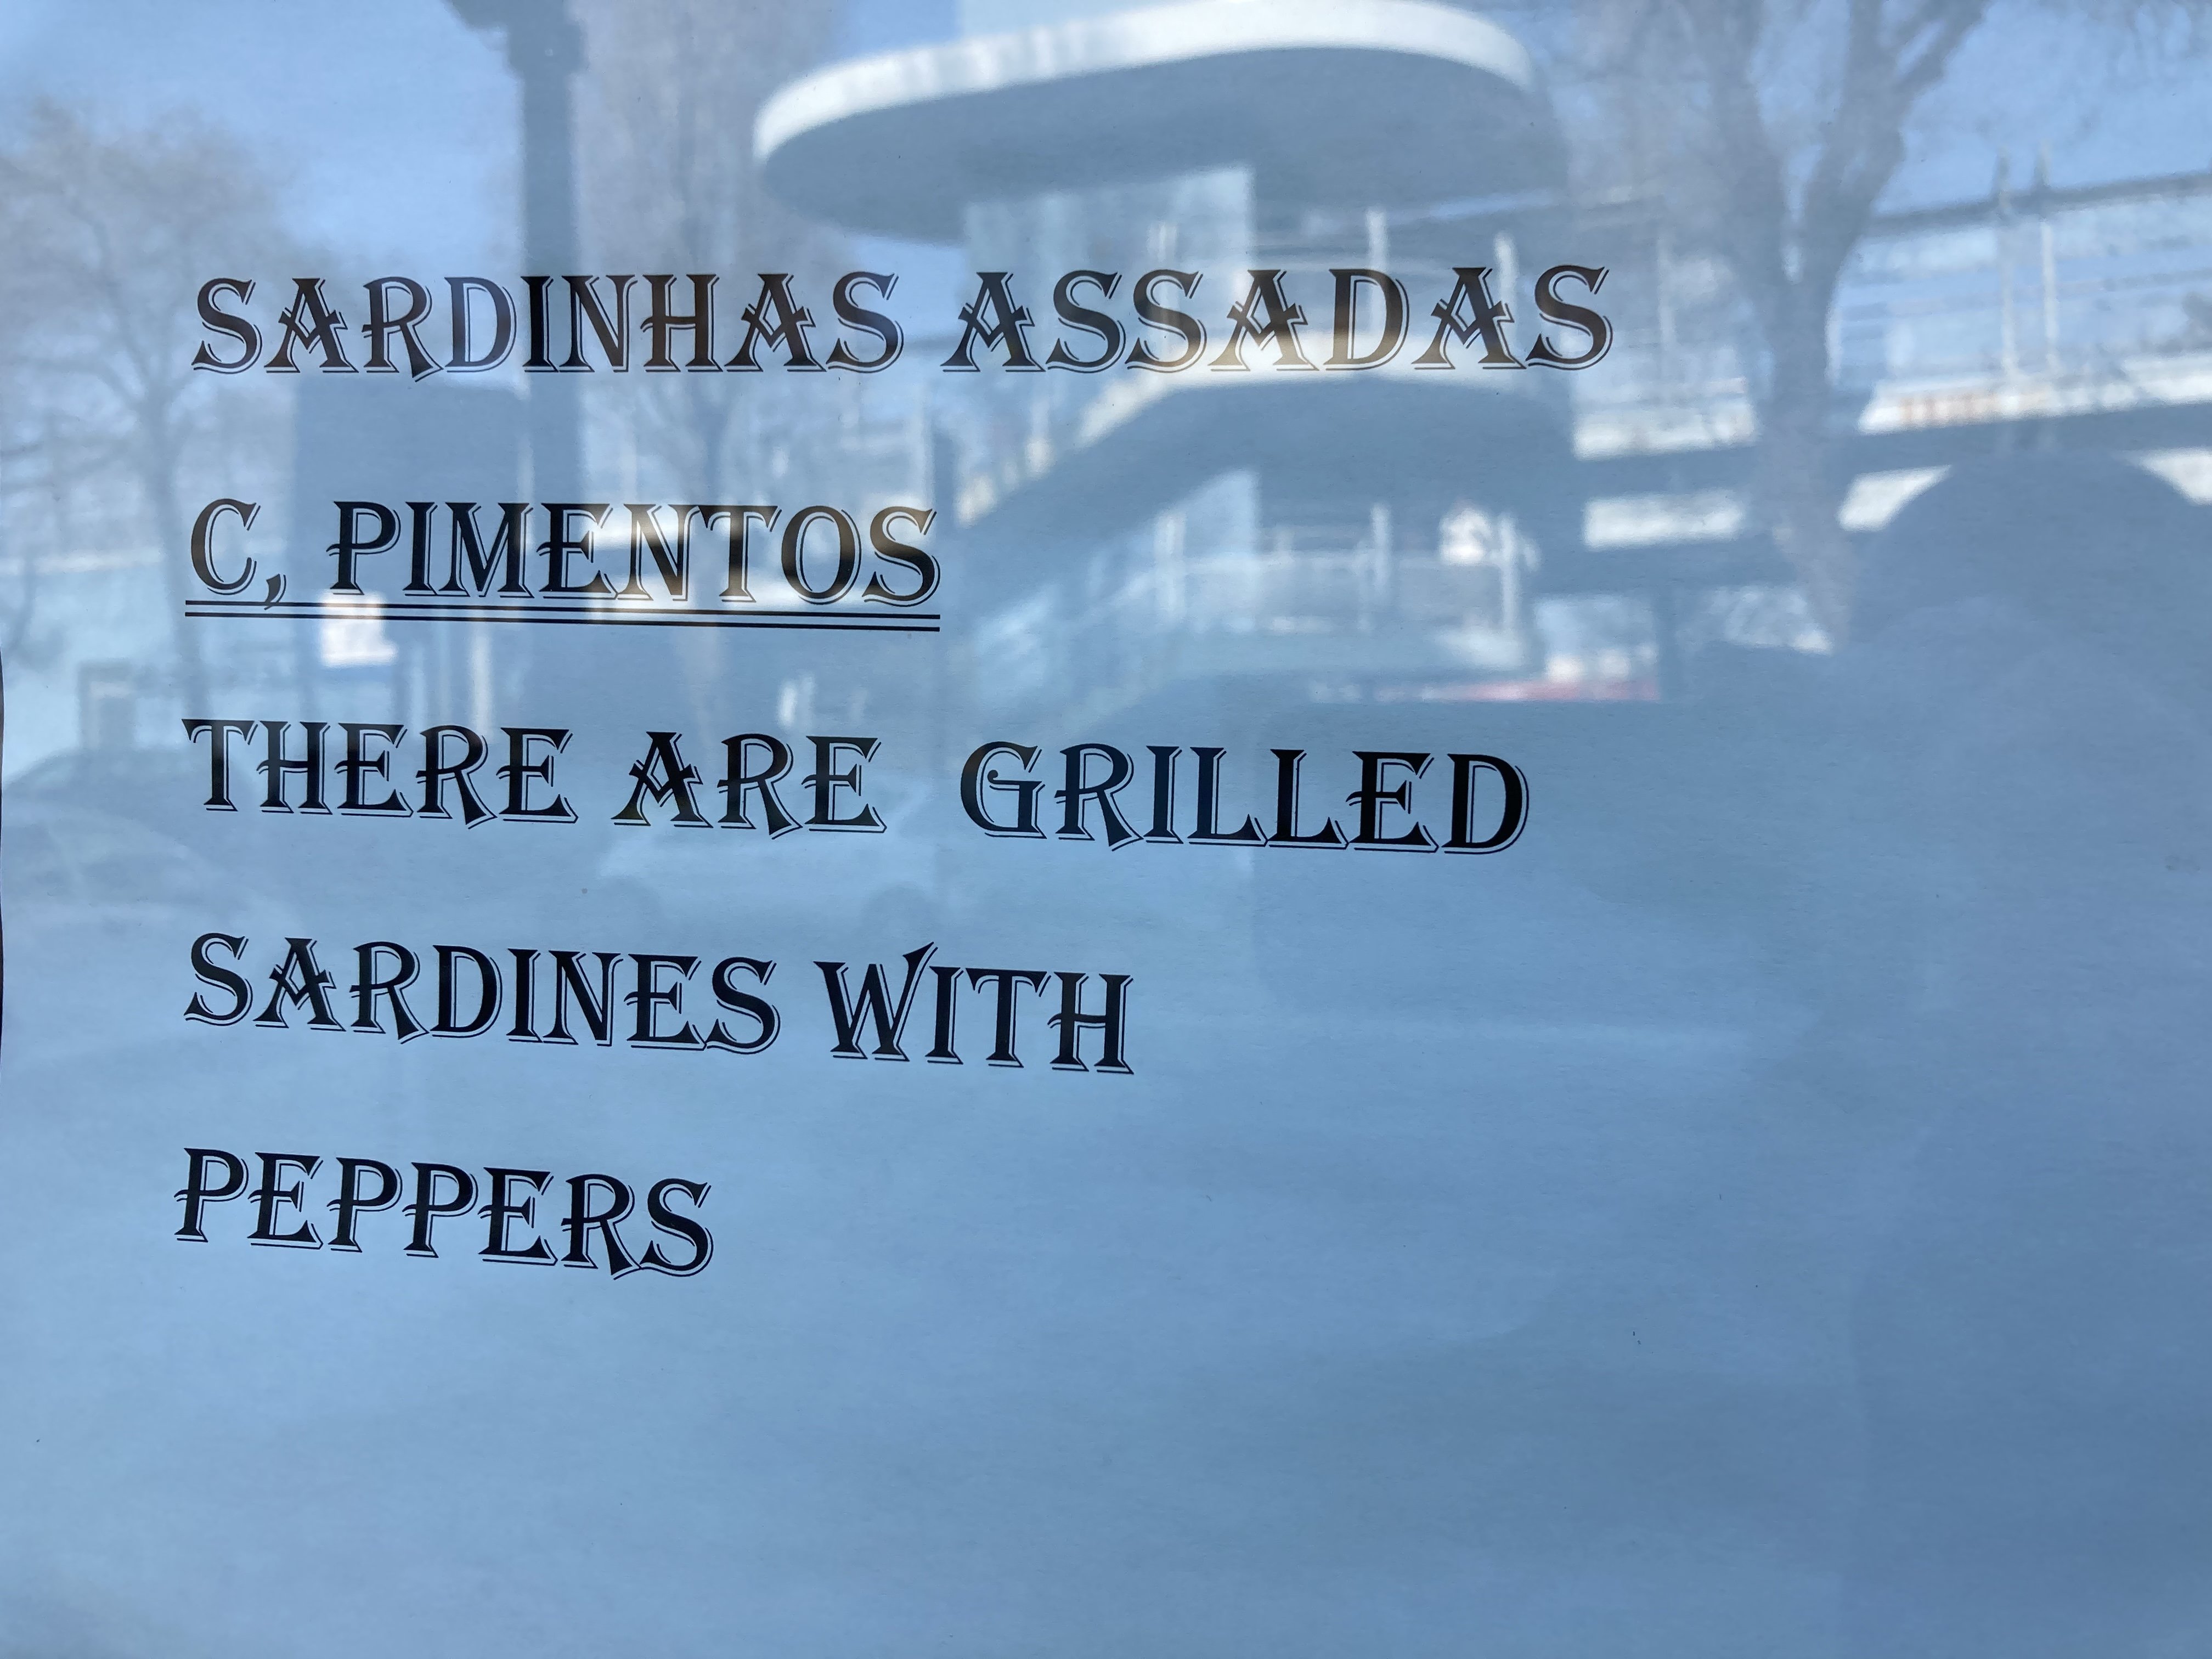 SARDINHAS ASSADAS
C, PIMENTOS
THERE ARE GRILLED
SARDINES WITH
PEPPERS